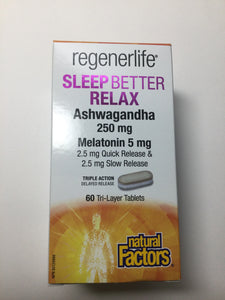 regenerlife®
SLEEP BETTER
RELAX
Ashwagandha
250 mg
Melatonin 5 mg
2.5 mg Quick Release &
2.5 mg Slow Release
TRIPLE ACTION
DELAYED RELEASE
60 Tri-Layer Tablets
natural
Factors®